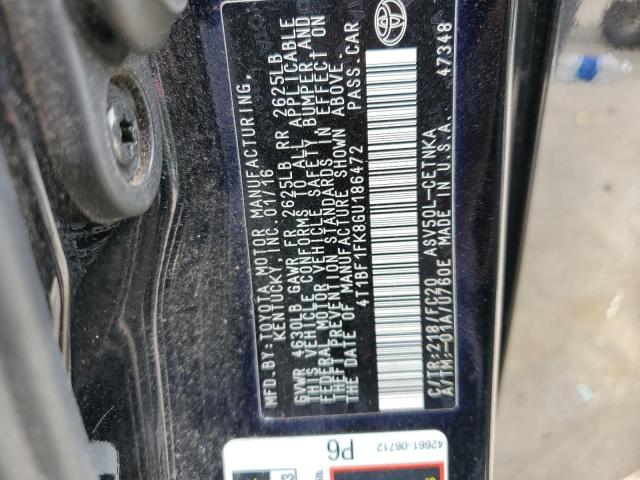 MFD.BY:TOYOTA MOTOR MANUFACTURING,
KENTUCKY, INC. 01/16
GVWR 4630LB GAWR FR 2625LB RR 2625LB
THIS VEHICLE CONFORMS TO ALL APPLICABLE
FEDERAL MOTOR VEHICLE SAFETY, BUMPER, AND
THEFT PREVENTION STANDARDS IN EFFECT ON
THE DATE OF MANUFACTURE SHOWN ABOVE.
4T1BF1FK8GU186472 PASS.CAR
C/TR:218A/FC20 ASV50L-CETNKA
A/TM:-01A/U760E MADE IN U.S.A. 47348
42661-06712
P6